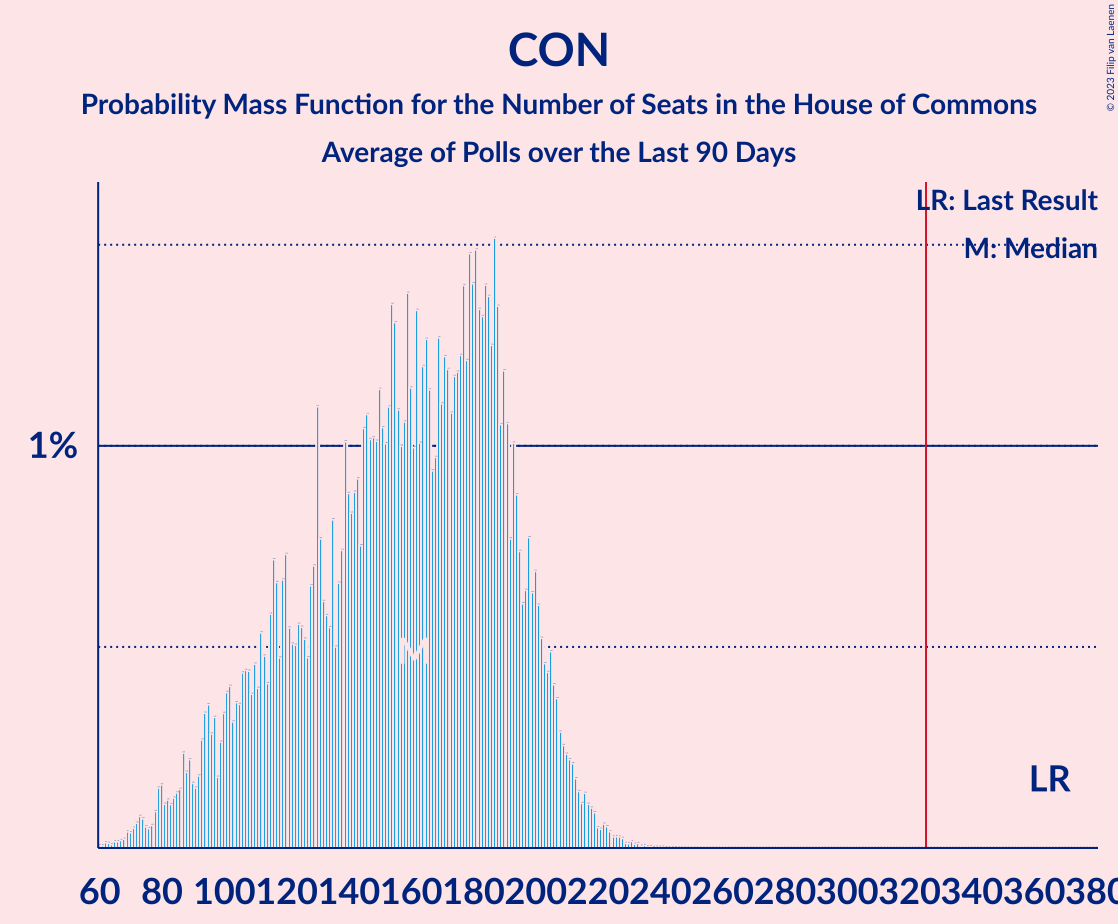 CON
Probability Mass Function for the Number of Seats in the House of Commons
Average of Polls over the Last 90 Days
© 2023 Filip van Laenen
LR: Last Result
M: Median
1%
M
LR
60 80 100 120 140 160 180 200 220 240 260 280 300 320 340 360 380